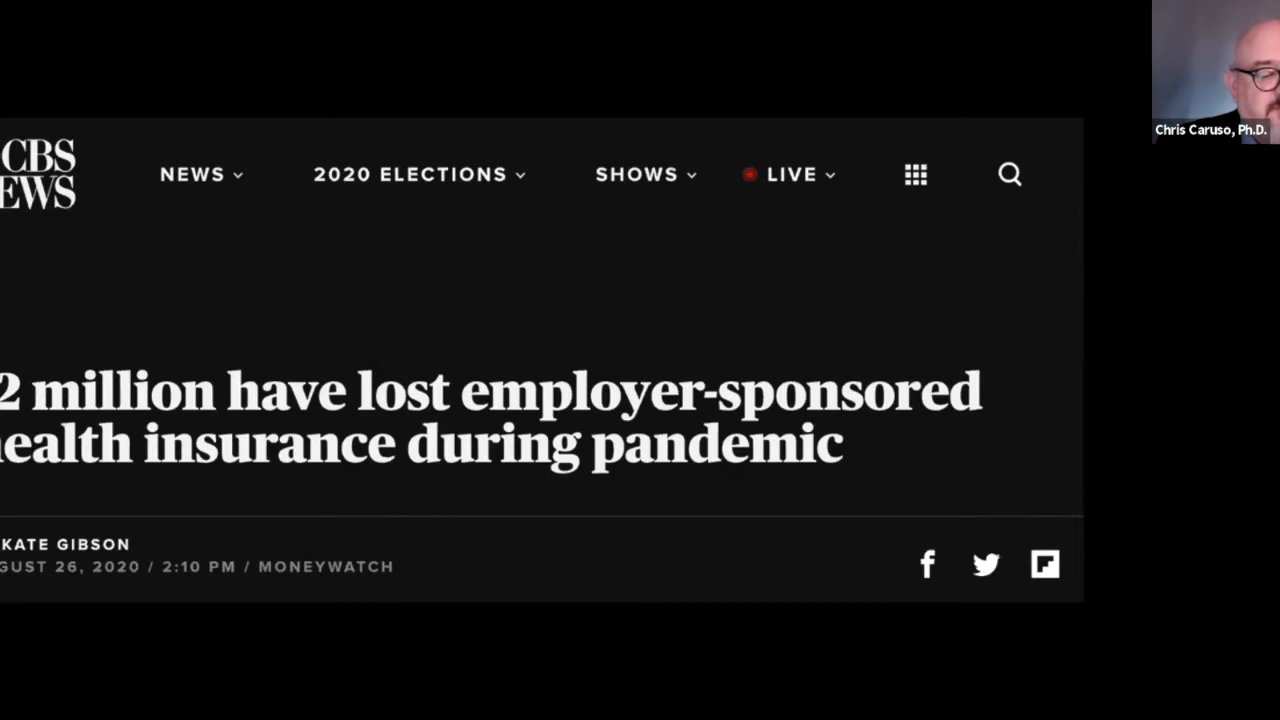 CBS
EWS
NEWS
2020 ELECTIONS
SHOWS
LIVE
Chris Caruso, Ph.D.
2 million have lost employer-sponsored
ealth insurance during pandemic
KATE GIBSON
GUST 26, 2020 / 2:10 PM / MONEYWATCH